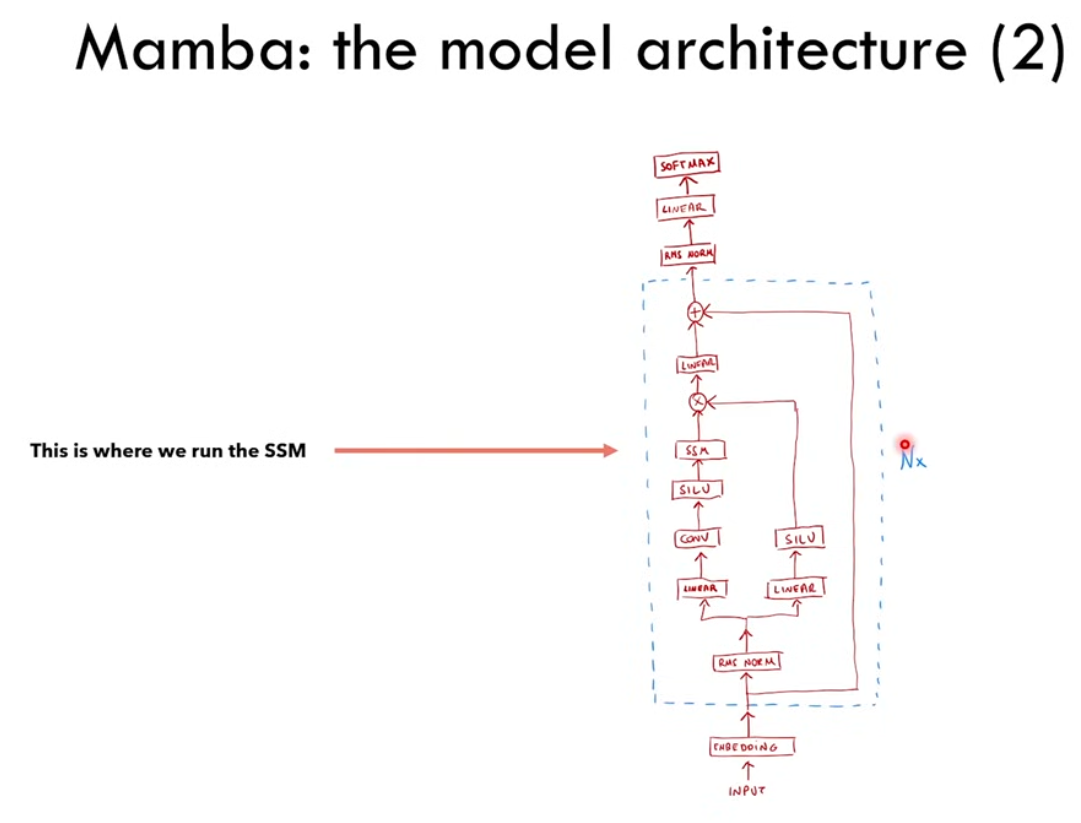 Mamba: the model architecture (2)
SOFTMAX
LINEAR
RMS NORM
+
LINEAR
×
This is where we run the SSM
SSM
Nx
SILU
CONV
SILU
LINEAR
LINEAR
RMS NORM
EMBEDDING
INPUT